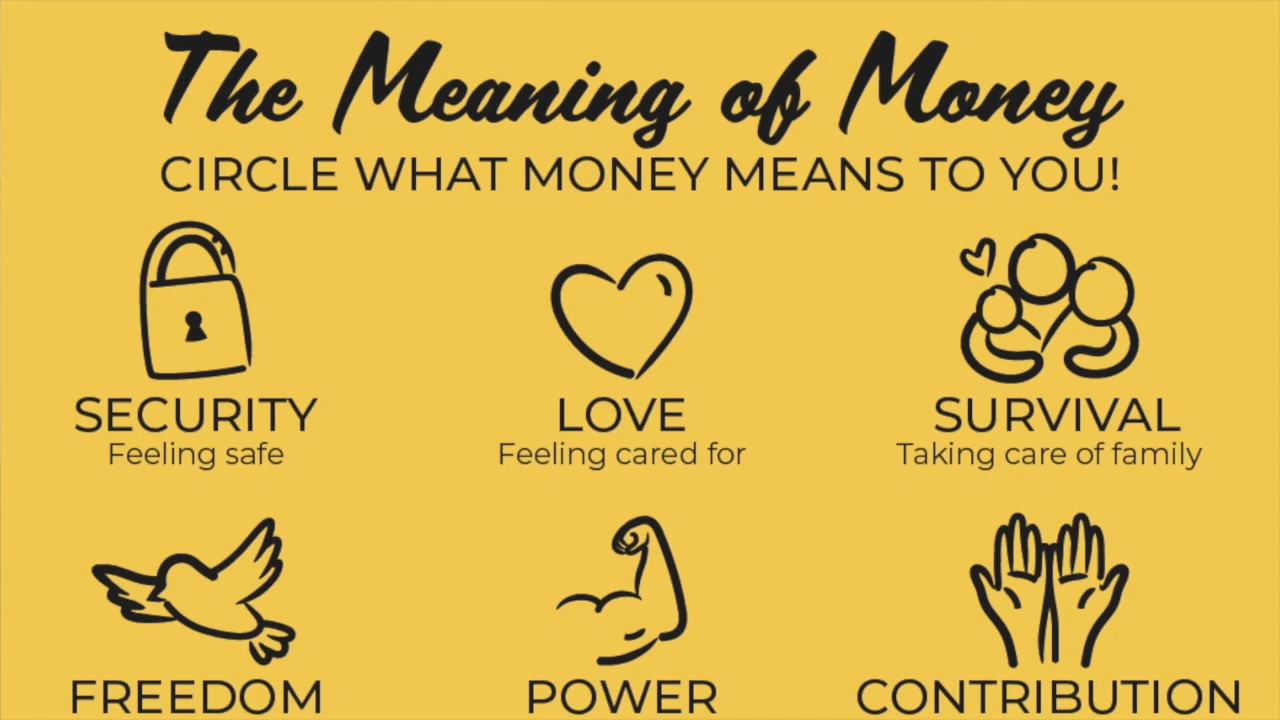 The Meaning of Money
CIRCLE WHAT MONEY MEANS TO YOU!
SECURITY
Feeling safe
LOVE
Feeling cared for
SURVIVAL
Taking care of family
FREEDOM
POWER
CONTRIBUTION